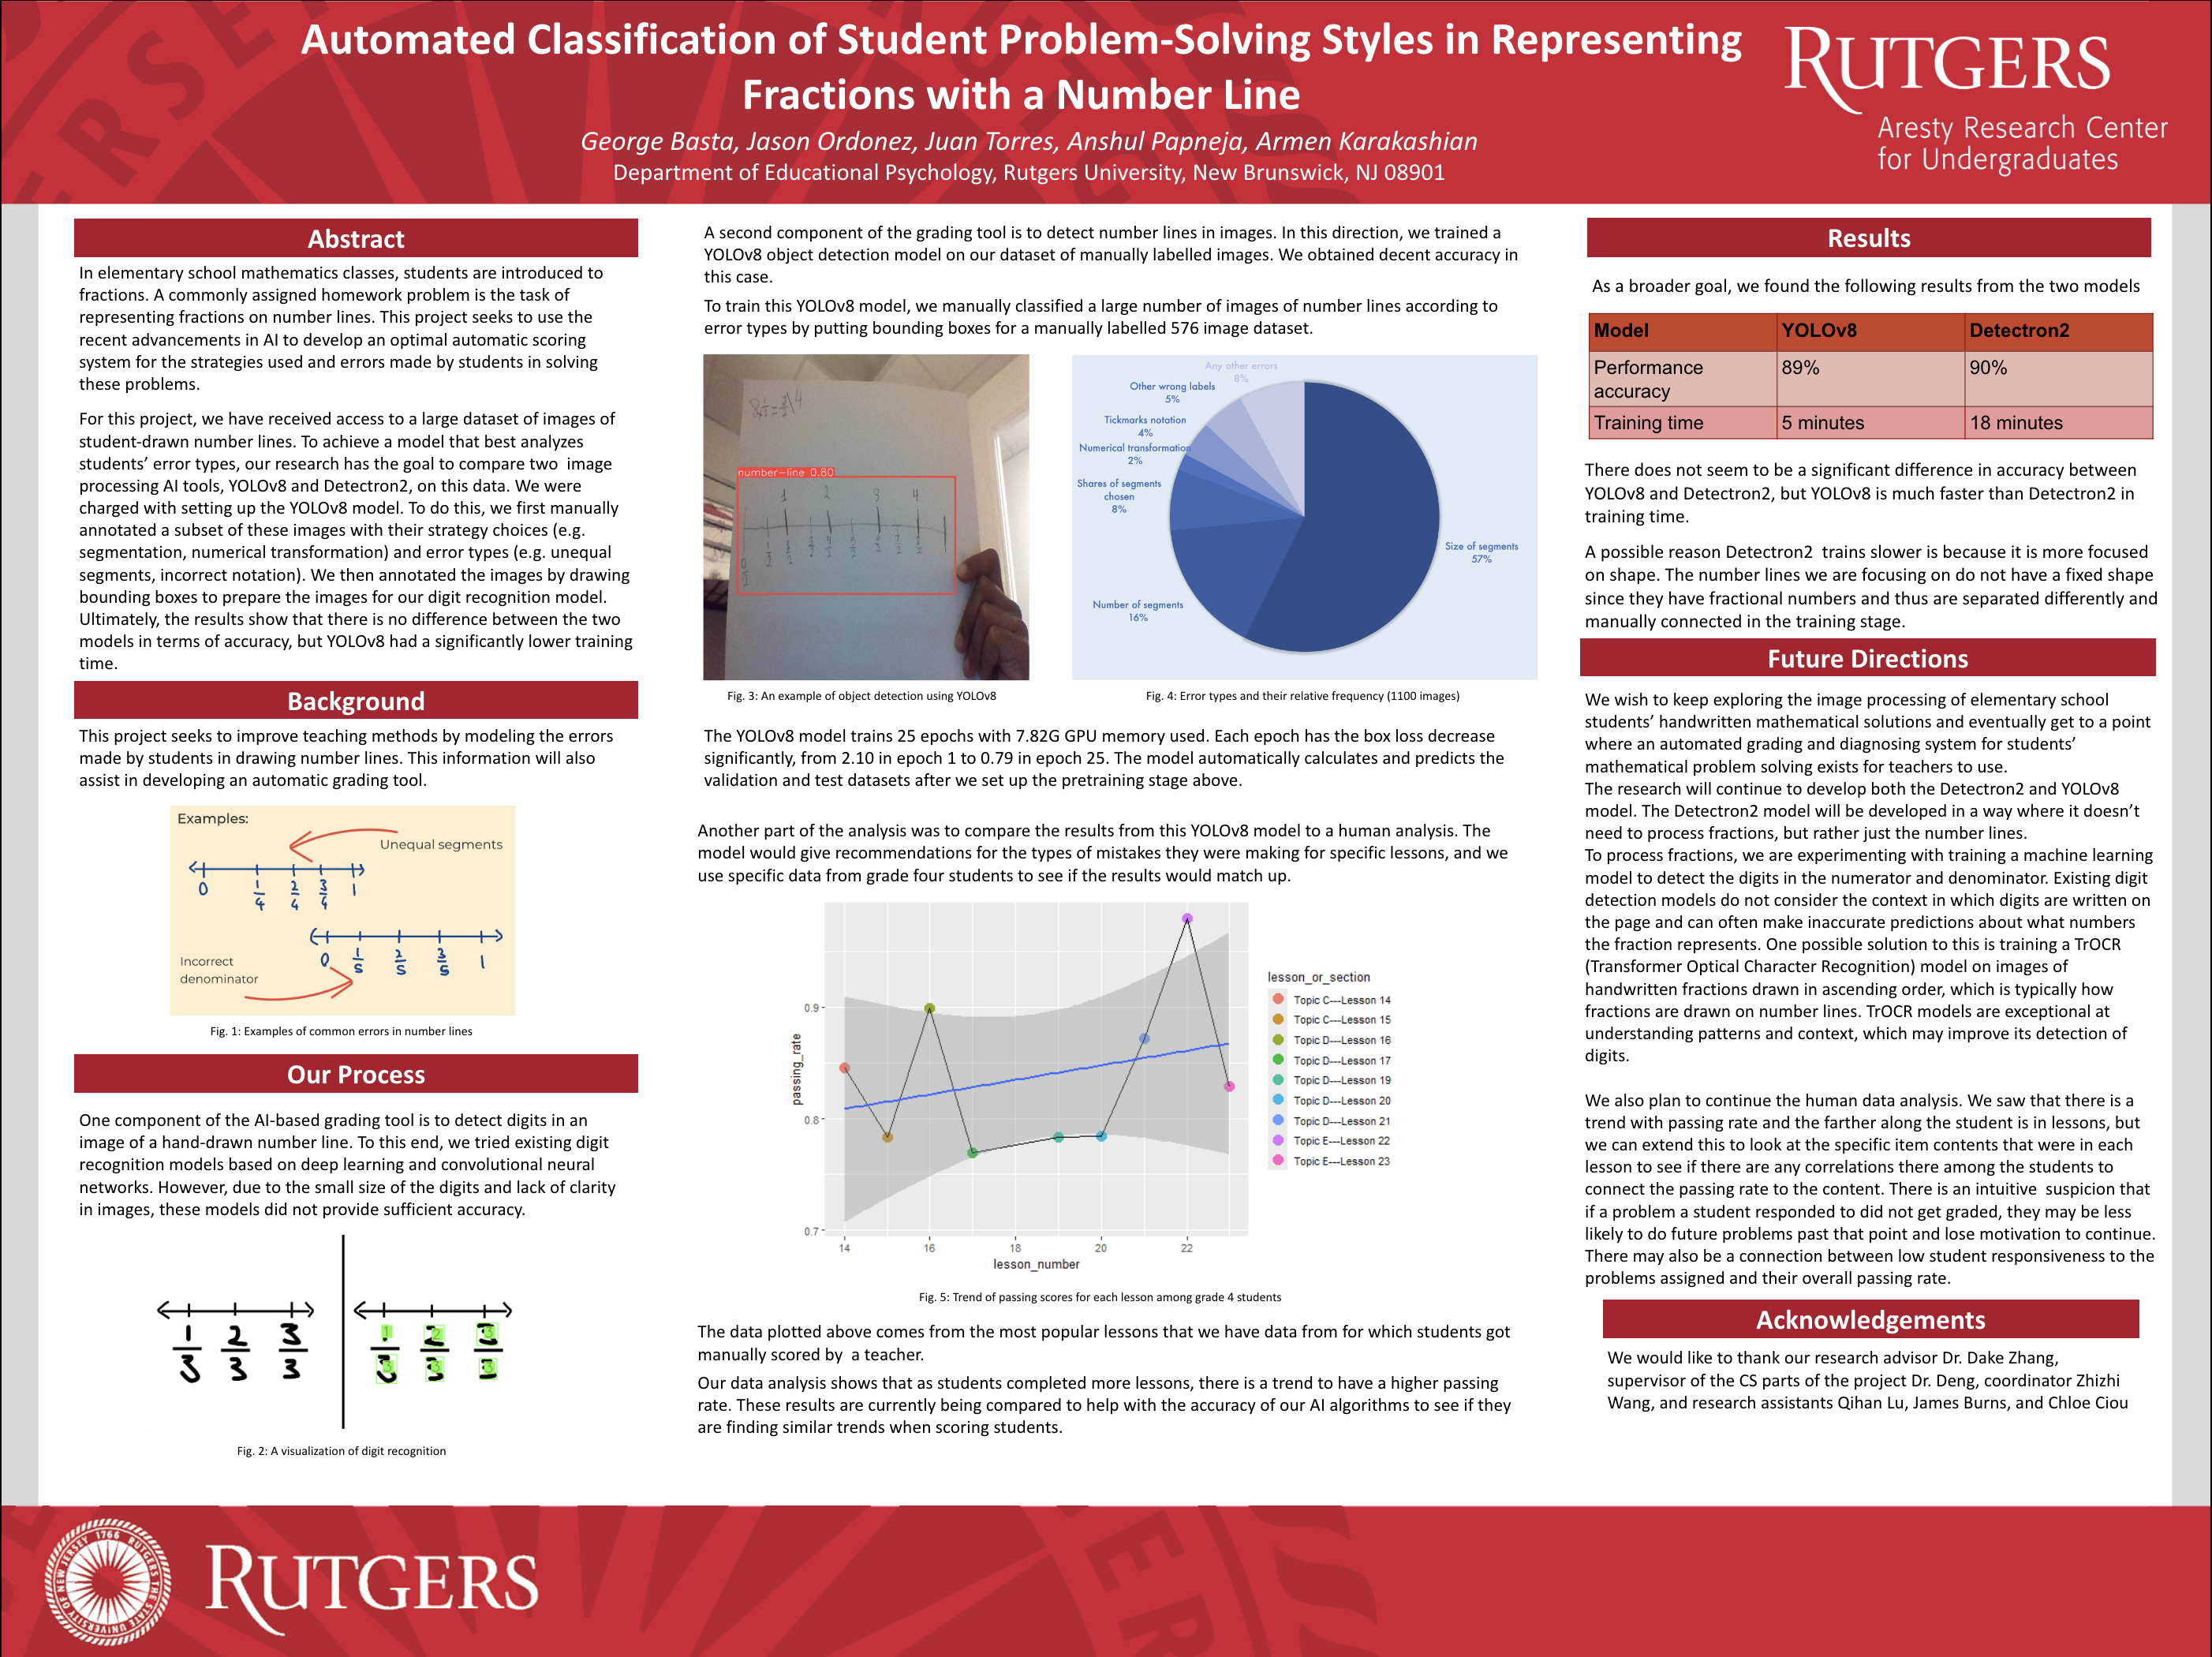 Automated Classification of Student Problem-Solving Styles in Representing
Fractions with a Number Line
George Basta, Jason Ordonez, Juan Torres, Anshul Papneja, Armen Karakashian
Department of Educational Psychology, Rutgers University, New Brunswick, NJ 08901
RUTGERS
Aresty Research Center
for Undergraduates
Abstract
In elementary school mathematics classes, students are introduced to
fractions. A commonly assigned homework problem is the task of
representing fractions on number lines. This project seeks to use the
recent advancements in AI to develop an optimal automatic scoring
system for the strategies used and errors made by students in solving
these problems.
For this project, we have received access to a large dataset of images of
student-drawn number lines. To achieve a model that best analyzes
students’ error types, our research has the goal to compare two  image
processing AI tools, YOLOv8 and Detectron2, on this data. We were
charged with setting up the YOLOv8 model. To do this, we first manually
annotated a subset of these images with their strategy choices (e.g.
segmentation, numerical transformation) and error types (e.g. unequal
segments, incorrect notation). We then annotated the images by drawing
bounding boxes to prepare the images for our digit recognition model.
Ultimately, the results show that there is no difference between the two
models in terms of accuracy, but YOLOv8 had a significantly lower training
time.
Background
This project seeks to improve teaching methods by modeling the errors
made by students in drawing number lines. This information will also
assist in developing an automatic grading tool.
Examples:
Unequal segments
0 1/4 2/4 3/4 1
Incorrect
denominator
0 1/5 2/5 3/5 1
Fig. 1: Examples of common errors in number lines
Our Process
One component of the AI-based grading tool is to detect digits in an
image of a hand-drawn number line. To this end, we tried existing digit
recognition models based on deep learning and convolutional neural
networks. However, due to the small size of the digits and lack of clarity
in images, these models did not provide sufficient accuracy.
1/3 2/3 3/3
Fig. 2: A visualization of digit recognition
A second component of the grading tool is to detect number lines in images. In this direction, we trained a
YOLOv8 object detection model on our dataset of manually labelled images. We obtained decent accuracy in
this case.
To train this YOLOv8 model, we manually classified a large number of images of number lines according to
error types by putting bounding boxes for a manually labelled 576 image dataset.
number-line 0.80
1 2 3 4
Fig. 3: An example of object detection using YOLOv8
Any other errors
8%
Other wrong labels
5%
Tickmarks notation
4%
Numerical transformation
2%
Shares of segments
chosen
8%
Size of segments
57%
Number of segments
16%
Fig. 4: Error types and their relative frequency (1100 images)
The YOLOv8 model trains 25 epochs with 7.82G GPU memory used. Each epoch has the box loss decrease
significantly, from 2.10 in epoch 1 to 0.79 in epoch 25. The model automatically calculates and predicts the
validation and test datasets after we set up the pretraining stage above.
Another part of the analysis was to compare the results from this YOLOv8 model to a human analysis. The
model would give recommendations for the types of mistakes they were making for specific lessons, and we
use specific data from grade four students to see if the results would match up.
passing_rate
0.9
0.8
0.7
14 16 18 20 22
lesson_number
lesson_or_section
Topic C---Lesson 14
Topic C---Lesson 15
Topic D---Lesson 16
Topic D---Lesson 17
Topic D---Lesson 19
Topic D---Lesson 20
Topic D---Lesson 21
Topic E---Lesson 22
Topic E---Lesson 23
Fig. 5: Trend of passing scores for each lesson among grade 4 students
The data plotted above comes from the most popular lessons that we have data from for which students got
manually scored by  a teacher.
Our data analysis shows that as students completed more lessons, there is a trend to have a higher passing
rate. These results are currently being compared to help with the accuracy of our AI algorithms to see if they
are finding similar trends when scoring students.
Results
As a broader goal, we found the following results from the two models
Model YOLOv8 Detectron2
Performance
accuracy 89% 90%
Training time 5 minutes 18 minutes
There does not seem to be a significant difference in accuracy between
YOLOv8 and Detectron2, but YOLOv8 is much faster than Detectron2 in
training time.
A possible reason Detectron2  trains slower is because it is more focused
on shape. The number lines we are focusing on do not have a fixed shape
since they have fractional numbers and thus are separated differently and
manually connected in the training stage.
Future Directions
We wish to keep exploring the image processing of elementary school
students’ handwritten mathematical solutions and eventually get to a point
where an automated grading and diagnosing system for students’
mathematical problem solving exists for teachers to use.
The research will continue to develop both the Detectron2 and YOLOv8
model. The Detectron2 model will be developed in a way where it doesn’t
need to process fractions, but rather just the number lines.
To process fractions, we are experimenting with training a machine learning
model to detect the digits in the numerator and denominator. Existing digit
detection models do not consider the context in which digits are written on
the page and can often make inaccurate predictions about what numbers
the fraction represents. One possible solution to this is training a TrOCR
(Transformer Optical Character Recognition) model on images of
handwritten fractions drawn in ascending order, which is typically how
fractions are drawn on number lines. TrOCR models are exceptional at
understanding patterns and context, which may improve its detection of
digits.
We also plan to continue the human data analysis. We saw that there is a
trend with passing rate and the farther along the student is in lessons, but
we can extend this to look at the specific item contents that were in each
lesson to see if there are any correlations there among the students to
connect the passing rate to the content. There is an intuitive  suspicion that
if a problem a student responded to did not get graded, they may be less
likely to do future problems past that point and lose motivation to continue.
There may also be a connection between low student responsiveness to the
problems assigned and their overall passing rate.
Acknowledgements
We would like to thank our research advisor Dr. Dake Zhang,
supervisor of the CS parts of the project Dr. Deng, coordinator Zhizhi
Wang, and research assistants Qihan Lu, James Burns, and Chloe Ciou
RUTGERS